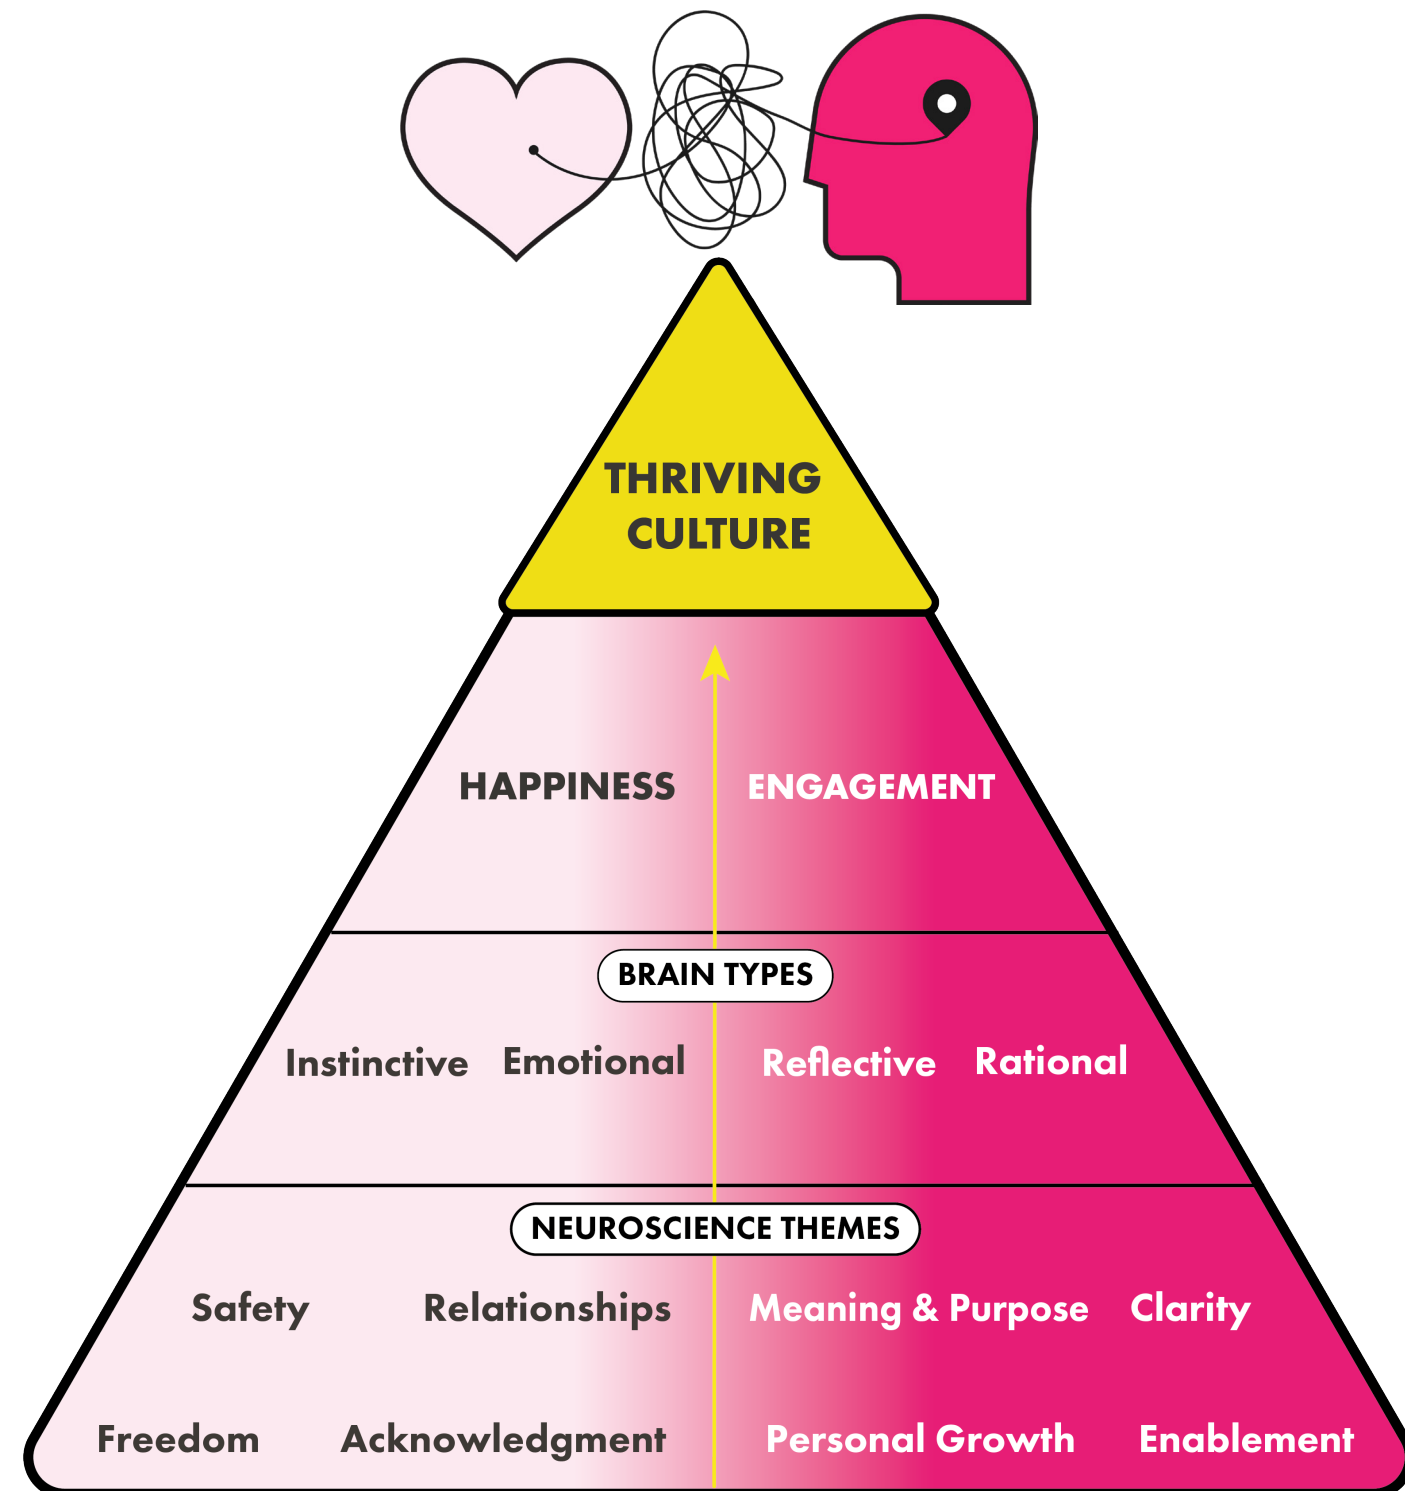 THRIVING
CULTURE
HAPPINESS ENGAGEMENT
BRAIN TYPES
Instinctive Emotional Reflective Rational
NEUROSCIENCE THEMES
Safety Relationships Meaning & Purpose Clarity
Freedom Acknowledgment Personal Growth Enablement